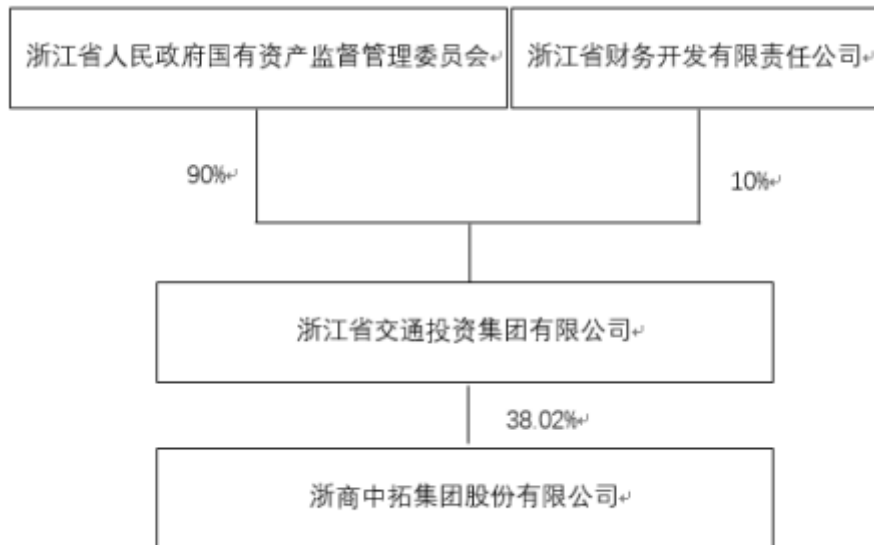 浙江省人民政府国有资产监督管理委员会↵
浙江省财务开发有限责任公司↵
90%↵
10%↵
浙江省交通投资集团有限公司↵
38.02%↵
浙商中拓集团股份有限公司↵